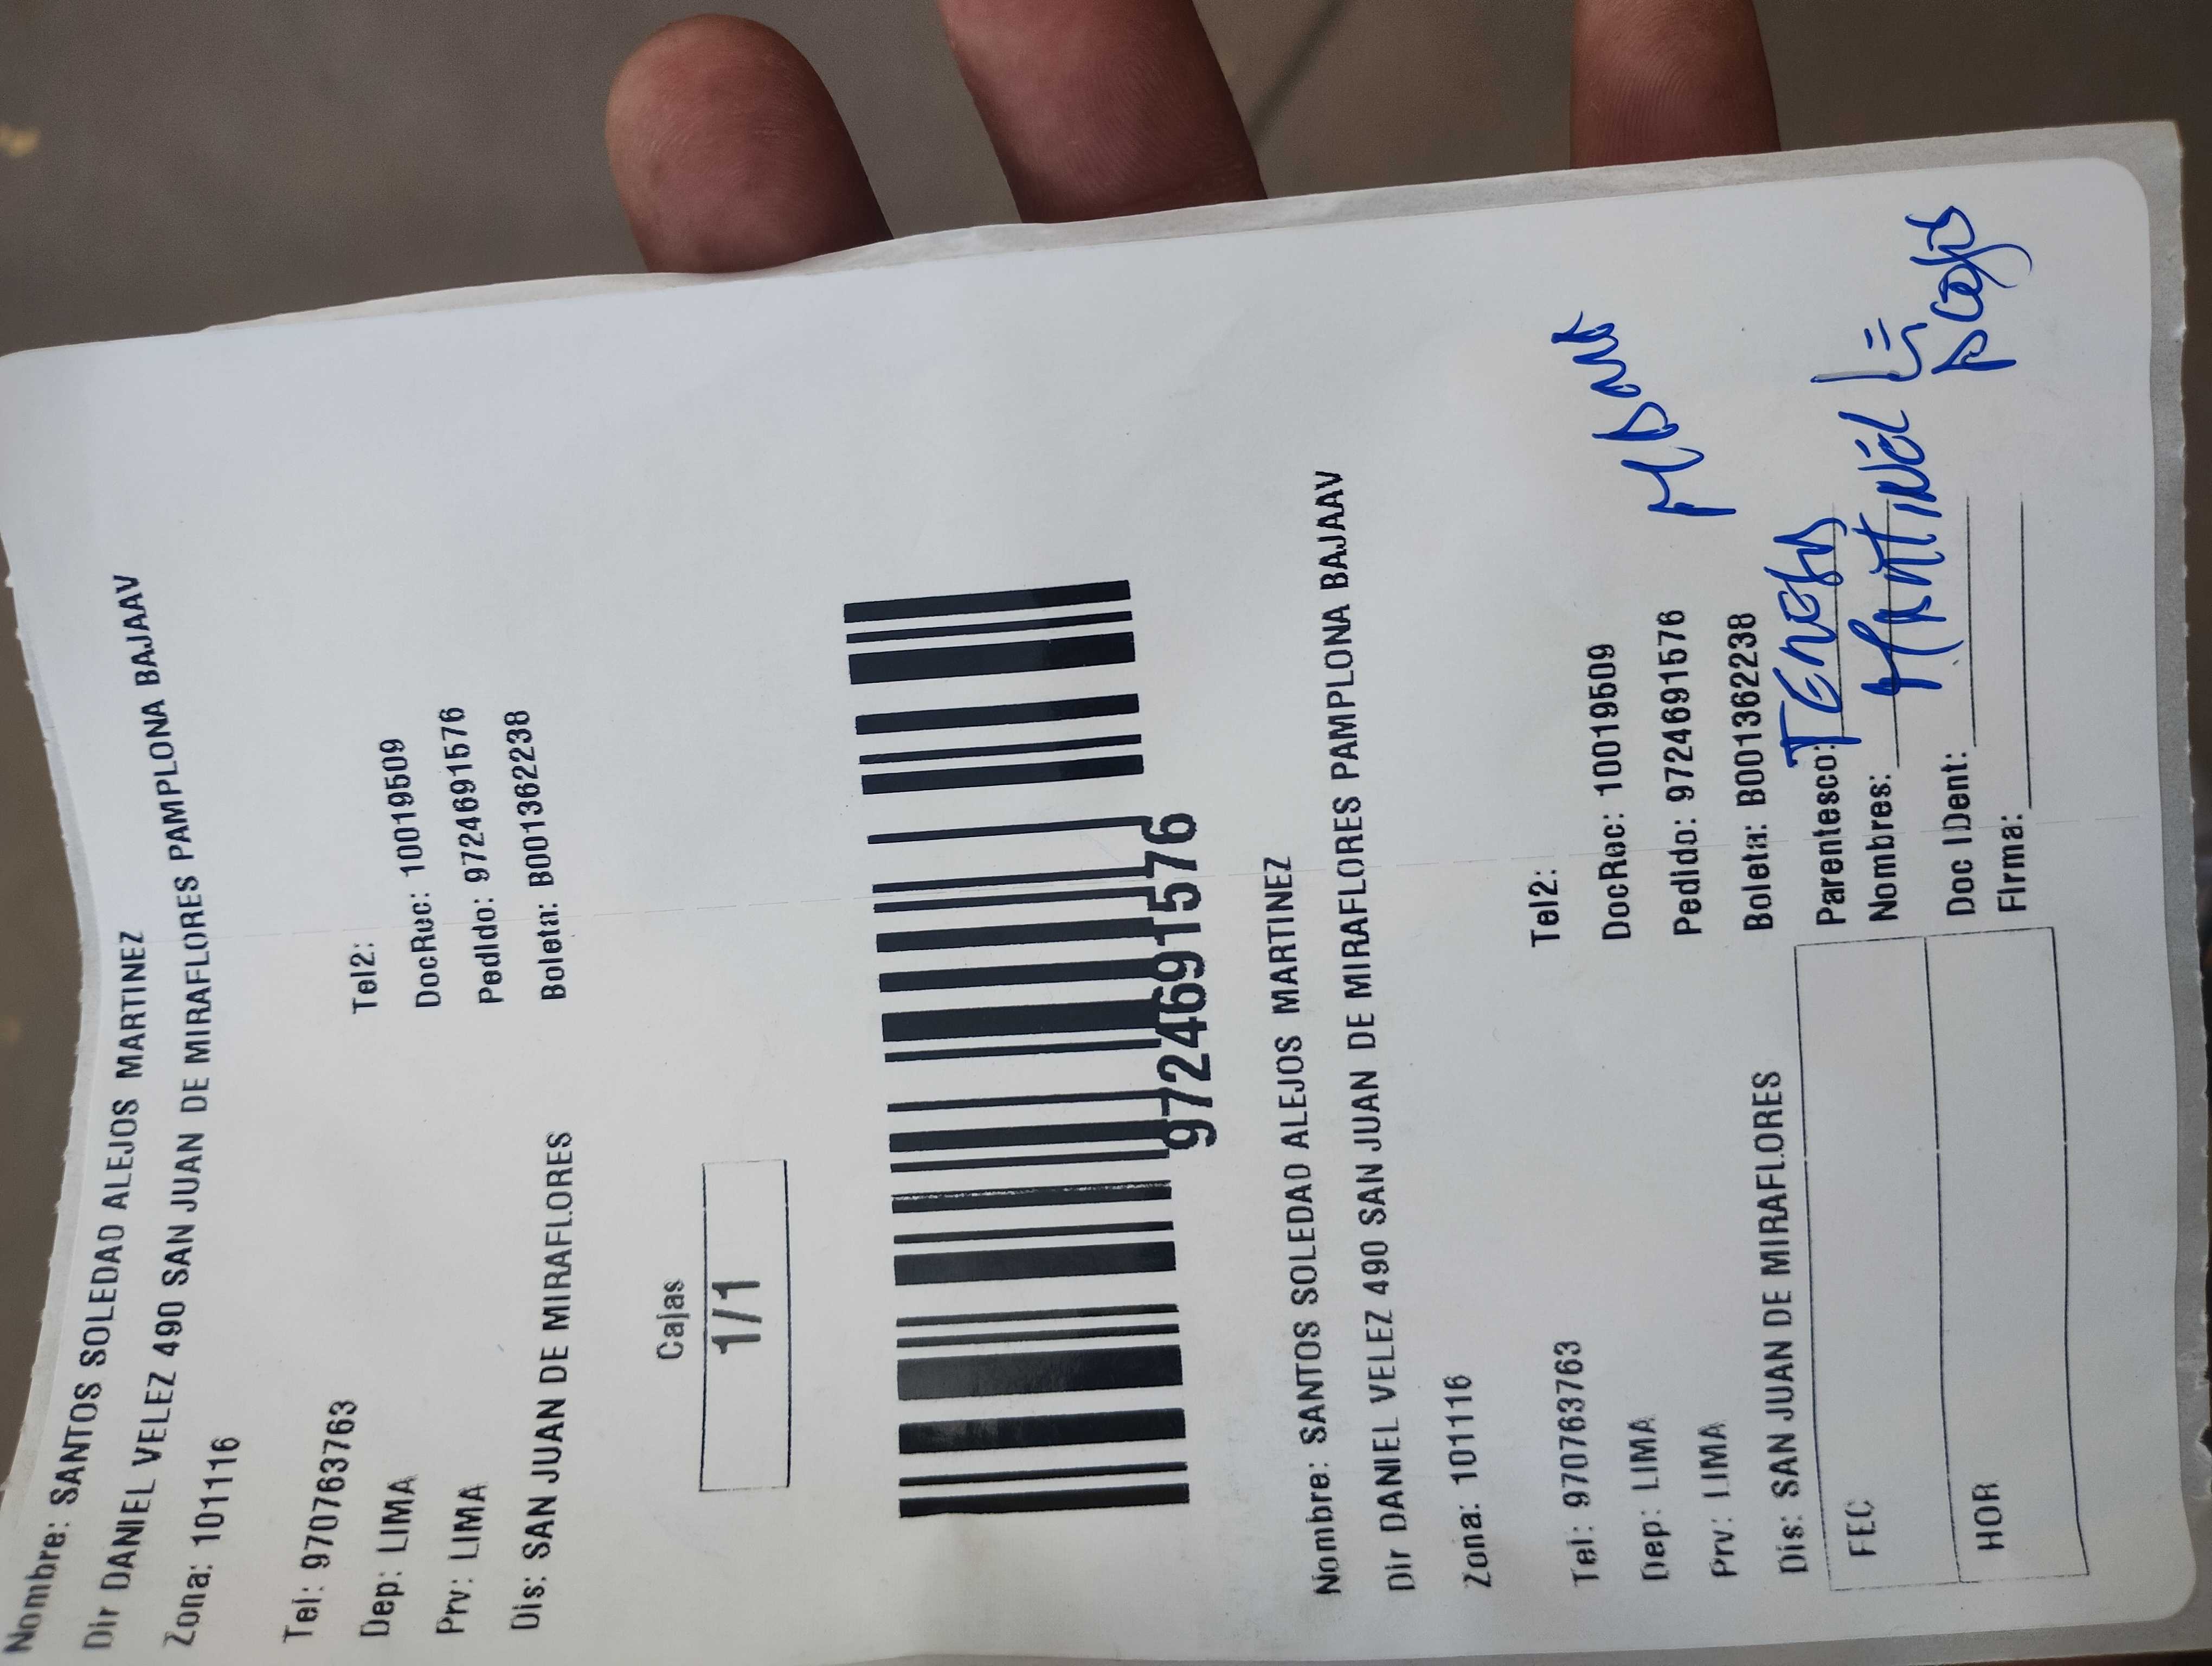 Nombre: SANTOS SOLEDAD ALEJOS MARTINEZ
Dir DANIEL VELEZ 490 SAN JUAN DE MIRAFLORES PAMPLONA BAJAAV
Zona: 101116
Tel: 970763763 Tel2:
Dep: LIMA DocRuc: 10019509
Prv: LIMA Pedido: 9724691576
Dis: SAN JUAN DE MIRAFLORES Boleta: B001362238
Cajas
1/1
9724691576
Nombre: SANTOS SOLEDAD ALEJOS MARTINEZ
Dir DANIEL VELEZ 490 SAN JUAN DE MIRAFLORES PAMPLONA BAJAAV
Zona: 101116
Tel: 970763763 Tel2:
Dep: LIMA DocRuc: 10019509
Prv: LIMA Pedido: 9724691576
Dis: SAN JUAN DE MIRAFLORES Boleta: B001362238
FEC Parentesco:
Nombres:
HOR Doc IDent:
Firma: